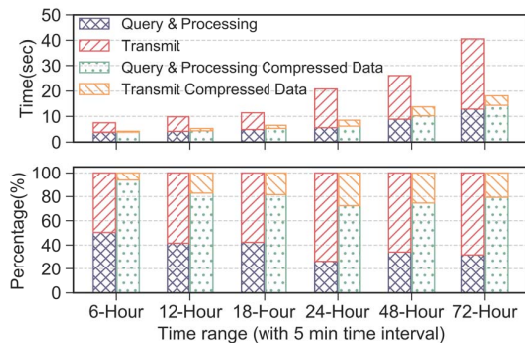 50
40
30
20
10
0
Time(sec)
Query & Processing
Transmit
Query & Processing Compressed Data
Transmit Compressed Data
100
80
60
40
20
0
Percentage(%)
6-Hour 12-Hour 18-Hour 24-Hour 48-Hour 72-Hour
Time range (with 5 min time interval)